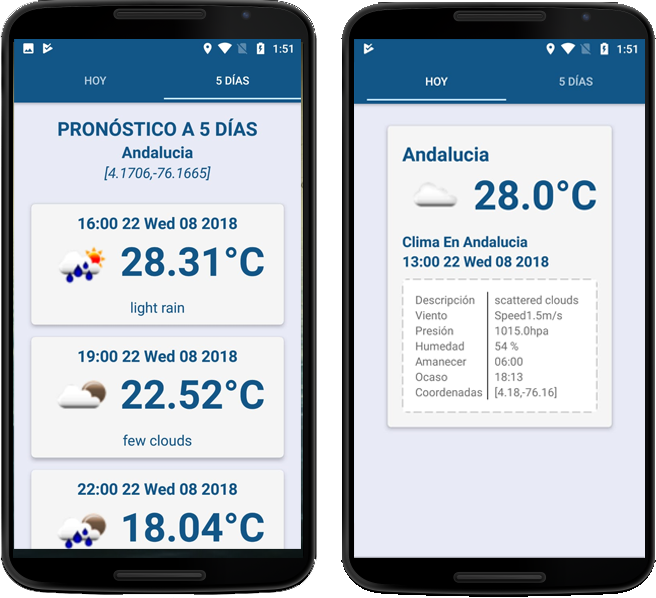 1:51
HOY
5 DÍAS
PRONÓSTICO A 5 DÍAS
Andalucia
[4.1706,-76.1665]
16:00 22 Wed 08 2018
28.31°C
light rain
19:00 22 Wed 08 2018
22.52°C
few clouds
22:00 22 Wed 08 2018
18.04°C
1:51
HOY
5 DÍAS
Andalucia
28.0°C
Clima En Andalucia
13:00 22 Wed 08 2018
Descripción scattered clouds
Viento Speed1.5m/s
Presión 1015.0hpa
Humedad 54 %
Amanecer 06:00
Ocaso 18:13
Coordenadas [4.18,-76.16]